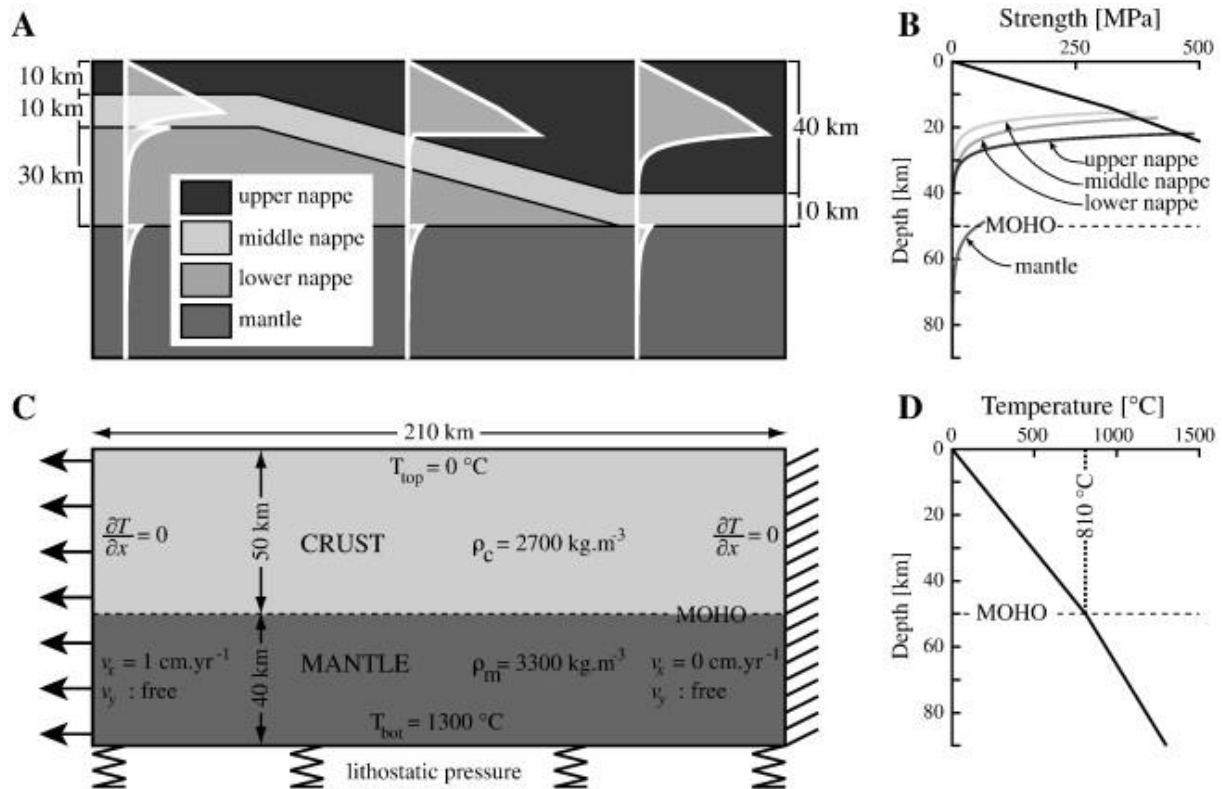 A
10 km
10 km
30 km
40 km
10 km
upper nappe
middle nappe
lower nappe
mantle
B
Strength [MPa]
0 250 500
0
20
40
60
80
Depth [km]
upper nappe
middle nappe
lower nappe
MOHO
mantle
C
210 km
T_top = 0 °C
∂T/∂x = 0
50 km
CRUST
ρ_c = 2700 kg.m⁻³
∂T/∂x = 0
MOHO
40 km
v_x = 1 cm.yr⁻¹
v_y : free
MANTLE
ρ_m = 3300 kg.m⁻³
v_x = 0 cm.yr⁻¹
v_y : free
T_bot = 1300 °C
lithostatic pressure
D
Temperature [°C]
0 500 1000 1500
0
20
40
60
80
Depth [km]
810 °C
MOHO